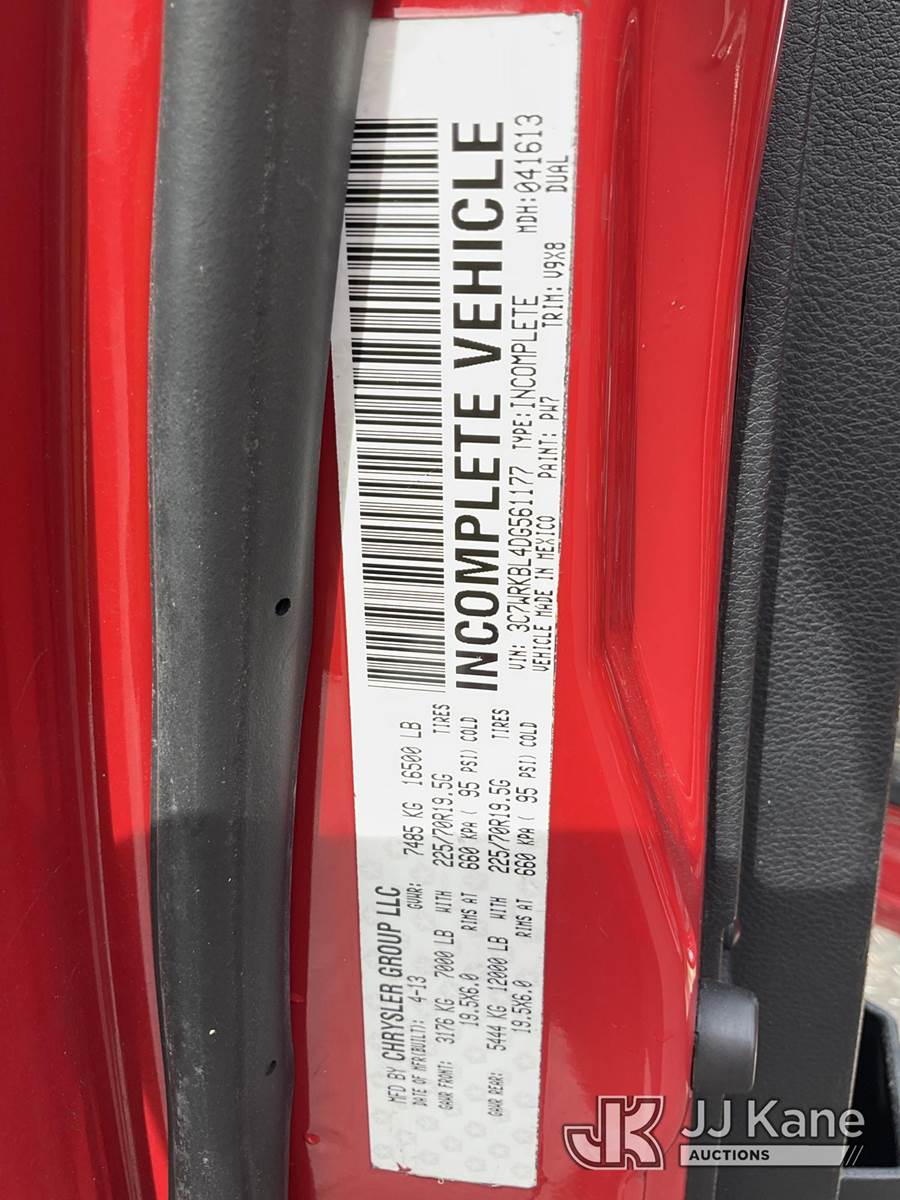 MFD BY CHRYSLER GROUP LLC
DATE OF MFR(BUILT): 4-13 GVWR: 7485 KG 16500 LB
GAWR FRONT: 3176 KG 7000 LB WITH 225/70R19.5G TIRES
19.5X6.0 RIMS AT 660 KPA ( 95 PSI) COLD
GAWR REAR: 5444 KG 12000 LB WITH 225/70R19.5G TIRES
19.5X6.0 RIMS AT 660 KPA ( 95 PSI) COLD
INCOMPLETE VEHICLE
VIN: 3C7WRKBL4DG561177 TYPE:INCOMPLETE MDH:041613
VEHICLE MADE IN MEXICO PAINT: PW7 TRIM: V9X8 DUAL
JK JJ Kane
AUCTIONS